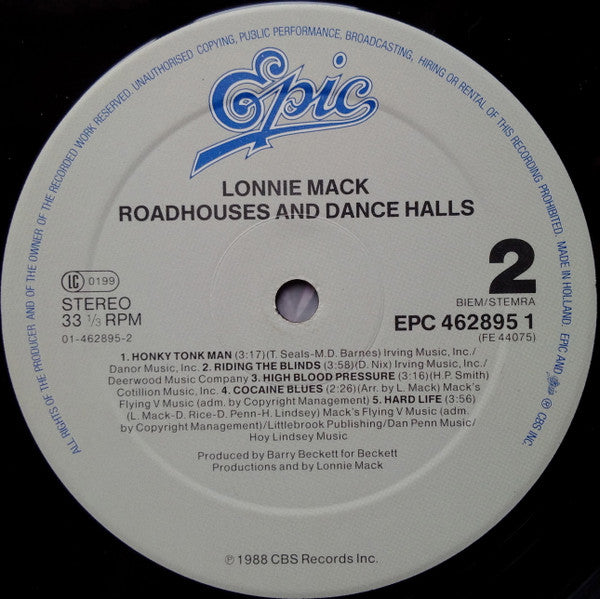 ALL RIGHTS OF THE PRODUCER AND OF THE OWNER OF THE RECORDED WORK RESERVED. UNAUTHORISED COPYING, PUBLIC PERFORMANCE, BROADCASTING, HIRING OR RENTAL OF THIS RECORDING PROHIBITED. MADE IN HOLLAND. EPIC AND Epic ℗ CBS INC.
Epic
LONNIE MACK
ROADHOUSES AND DANCE HALLS
LC 0199
STEREO
33 1/3 RPM
01-462895-2
2
BIEM/STEMRA
EPC 462895 1
(FE 44075)
1. HONKY TONK MAN (3:17)(T. Seals-M.D. Barnes) Irving Music, Inc./
Danor Music, Inc. 2. RIDING THE BLINDS (3:58)(D. Nix) Irving Music, Inc./
Deerwood Music Company 3. HIGH BLOOD PRESSURE (3:16)(H.P. Smith)
Cotillion Music, Inc. 4. COCAINE BLUES (2:26)(Arr. by L. Mack) Mack's
Flying V Music (adm. by Copyright Management) 5. HARD LIFE (3:56)
(L. Mack-D. Rice-D. Penn-H. Lindsey) Mack's Flying V Music (adm.
by Copyright Management)/Littlebrook Publishing/Dan Penn Music/
Hoy Lindsey Music
Produced by Barry Beckett for Beckett
Productions and by Lonnie Mack
℗ 1988 CBS Records Inc.